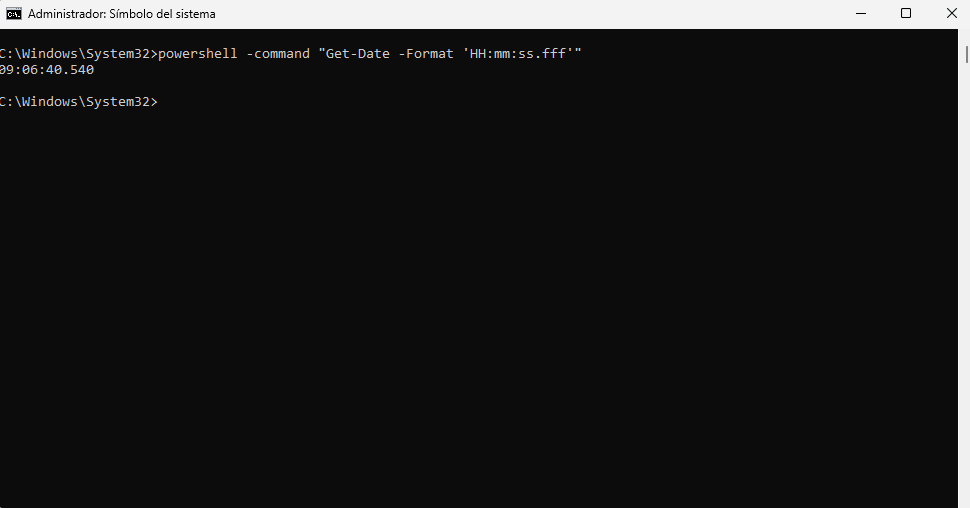 Administrador: Símbolo del sistema
C:\Windows\System32>powershell -command "Get-Date -Format 'HH:mm:ss.fff'"
09:06:40.540
C:\Windows\System32>